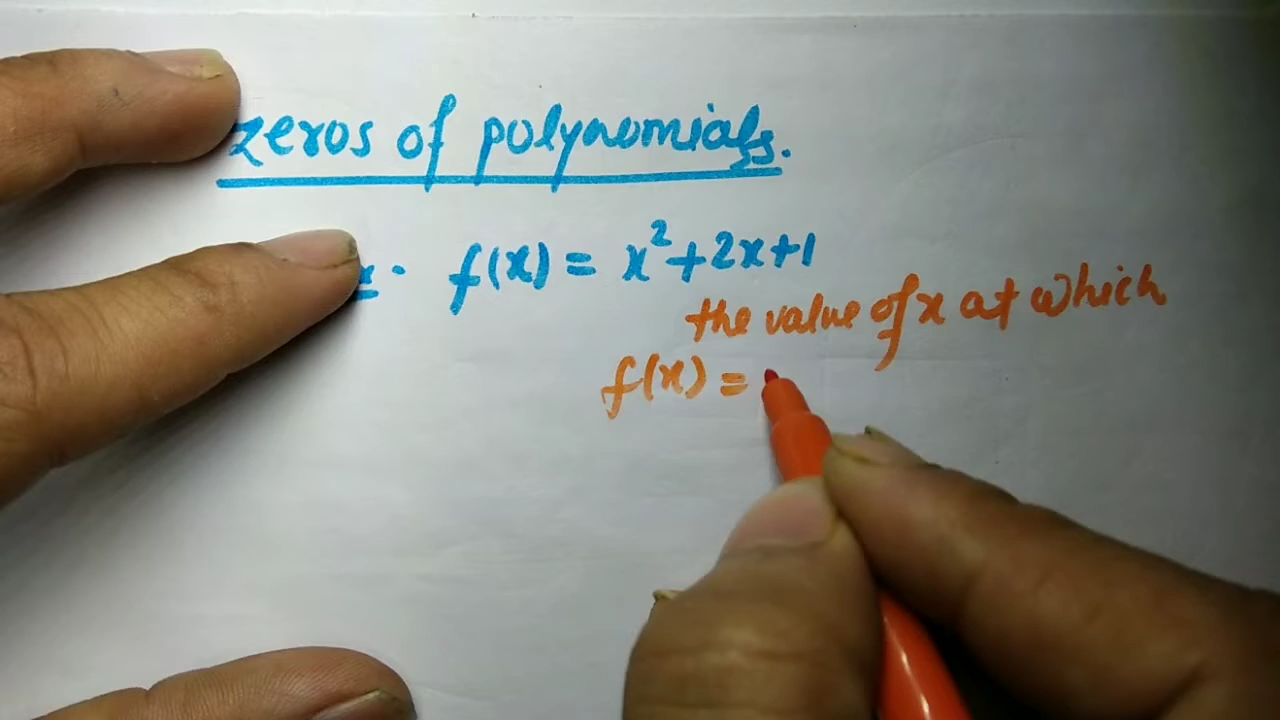 zeros of polynomials.
f(x) = x²+2x+1
the value of x at which
f(x) =